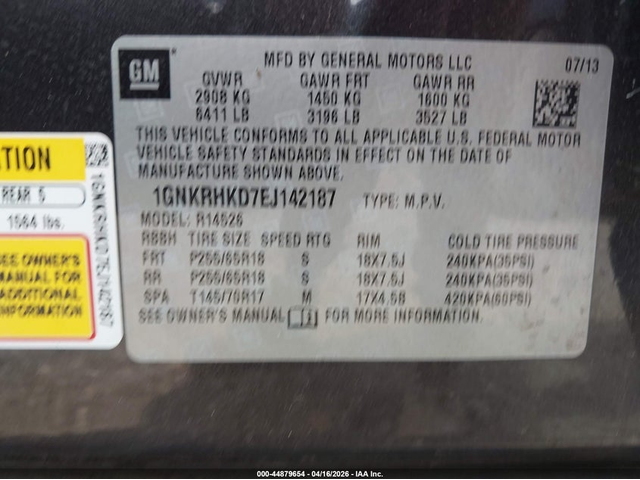 GM
MFD BY GENERAL MOTORS LLC 07/13
GVWR GAWR FRT GAWR RR
2908 KG 1450 KG 1600 KG
6411 LB 3196 LB 3527 LB
THIS VEHICLE CONFORMS TO ALL APPLICABLE U.S. FEDERAL MOTOR
VEHICLE SAFETY STANDARDS IN EFFECT ON THE DATE OF
MANUFACTURE SHOWN ABOVE.
1GNKRHKD7EJ142187 TYPE: M.P.V.
MODEL: R14526
RBBH TIRE SIZE SPEED RTG RIM COLD TIRE PRESSURE
FRT P255/65R18 S 18X7.5J 240KPA(35PSI)
RR P255/65R18 S 18X7.5J 240KPA(35PSI)
SPA T145/70R17 M 17X4.5B 420KPA(60PSI)
SEE OWNER'S MANUAL FOR MORE INFORMATION.
TION
REAR 5
1584 lbs.
SEE OWNER'S
MANUAL FOR
ADDITIONAL
INFORMATION
1GNKRHKD7EJ142187
000-44879654 / 04/16/2026 / IAA Inc.